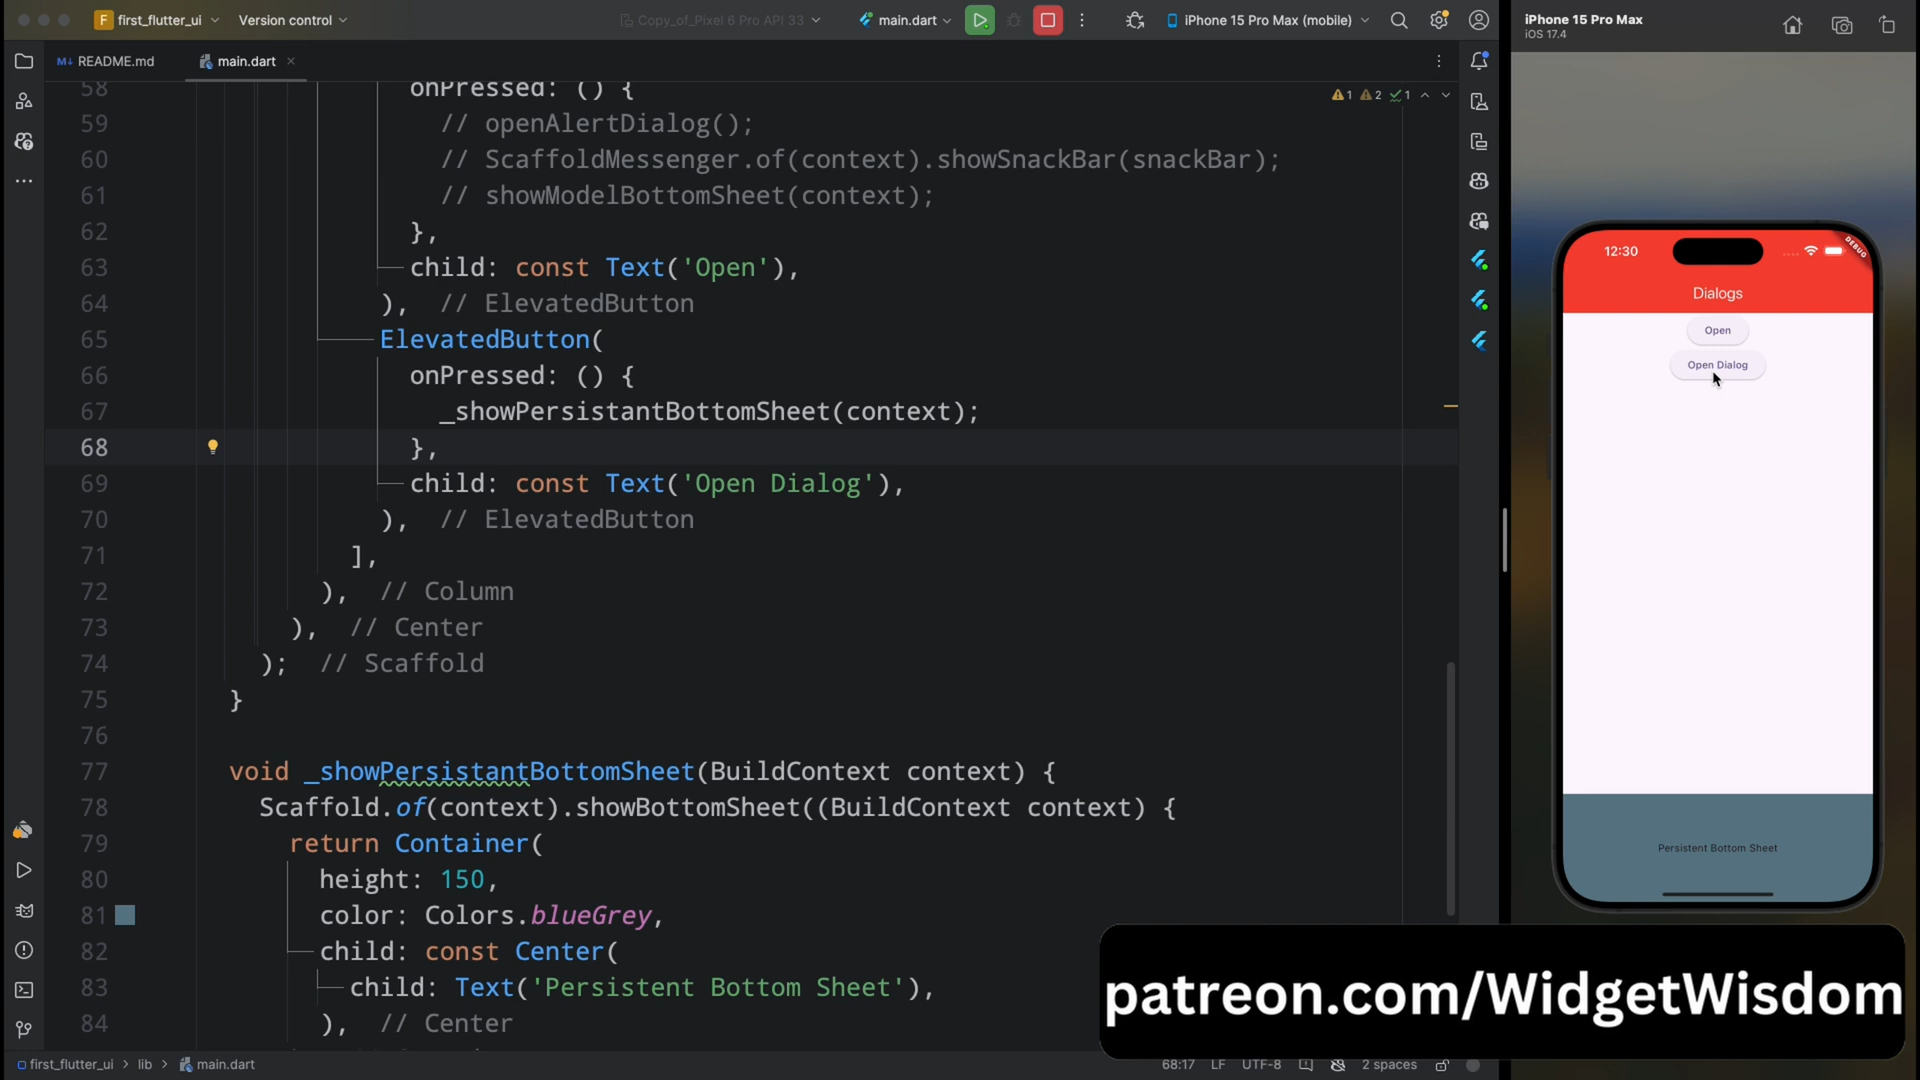 first_flutter_ui
Version control
Copy_of_Pixel 6 Pro API 33
main.dart
iPhone 15 Pro Max (mobile)
README.md
main.dart
1 2 1
58 onPressed: () {
59 // openAlertDialog();
60 // ScaffoldMessenger.of(context).showSnackBar(snackBar);
61 // showModelBottomSheet(context);
62 },
63 child: const Text('Open'),
64 ), // ElevatedButton
65 ElevatedButton(
66 onPressed: () {
67 _showPersistantBottomSheet(context);
68 },
69 child: const Text('Open Dialog'),
70 ), // ElevatedButton
71 ],
72 ), // Column
73 ), // Center
74 ); // Scaffold
75 }
76
77 void _showPersistantBottomSheet(BuildContext context) {
78 Scaffold.of(context).showBottomSheet((BuildContext context) {
79 return Container(
80 height: 150,
81 color: Colors.blueGrey,
82 child: const Center(
83 child: Text('Persistent Bottom Sheet'),
84 ), // Center
first_flutter_ui > lib > main.dart
68:17 LF UTF-8 2 spaces
iPhone 15 Pro Max
iOS 17.4
12:30
DEBUG
Dialogs
Open
Open Dialog
Persistent Bottom Sheet
patreon.com/WidgetWisdom